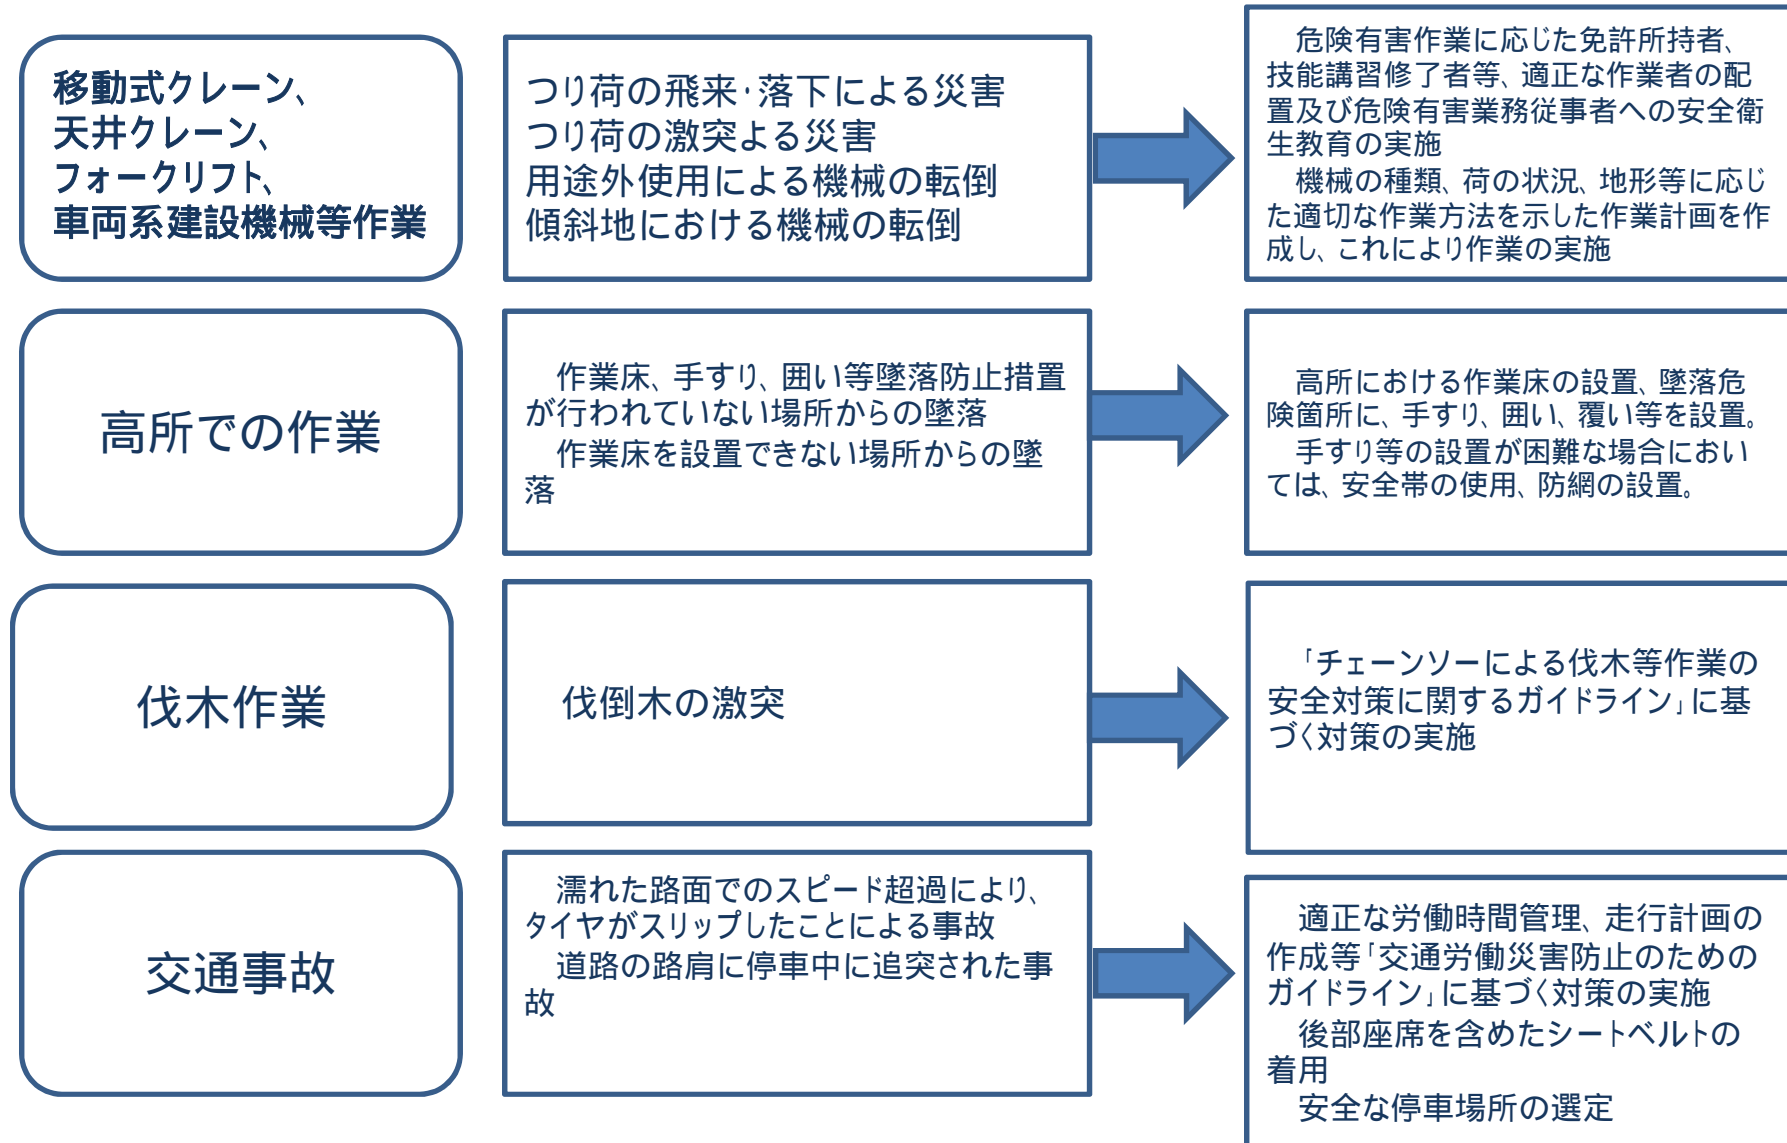 移動式クレーン、
天井クレーン、
フォークリフト、
車両系建設機械等作業
つり荷の飛来・落下による災害
つり荷の激突よる災害
用途外使用による機械の転倒
傾斜地における機械の転倒
危険有害作業に応じた免許所持者、
技能講習修了者等、適正な作業者の配
置及び危険有害業務従事者への安全衛
生教育の実施
機械の種類、荷の状況、地形等に応じ
た適切な作業方法を示した作業計画を作
成し、これにより作業の実施
高所での作業
作業床、手すり、囲い等墜落防止措置
が行われていない場所からの墜落
作業床を設置できない場所からの墜
落
高所における作業床の設置、墜落危
険箇所に、手すり、囲い、覆い等を設置。
手すり等の設置が困難な場合におい
ては、安全帯の使用、防網の設置。
伐木作業
伐倒木の激突
「チェーンソーによる伐木等作業の
安全対策に関するガイドライン」に基
づく対策の実施
交通事故
濡れた路面でのスピード超過により、
タイヤがスリップしたことによる事故
道路の路肩に停車中に追突された事
故
適正な労働時間管理、走行計画の
作成等「交通労働災害防止のための
ガイドライン」に基づく対策の実施
後部座席を含めたシートベルトの
着用
安全な停車場所の選定